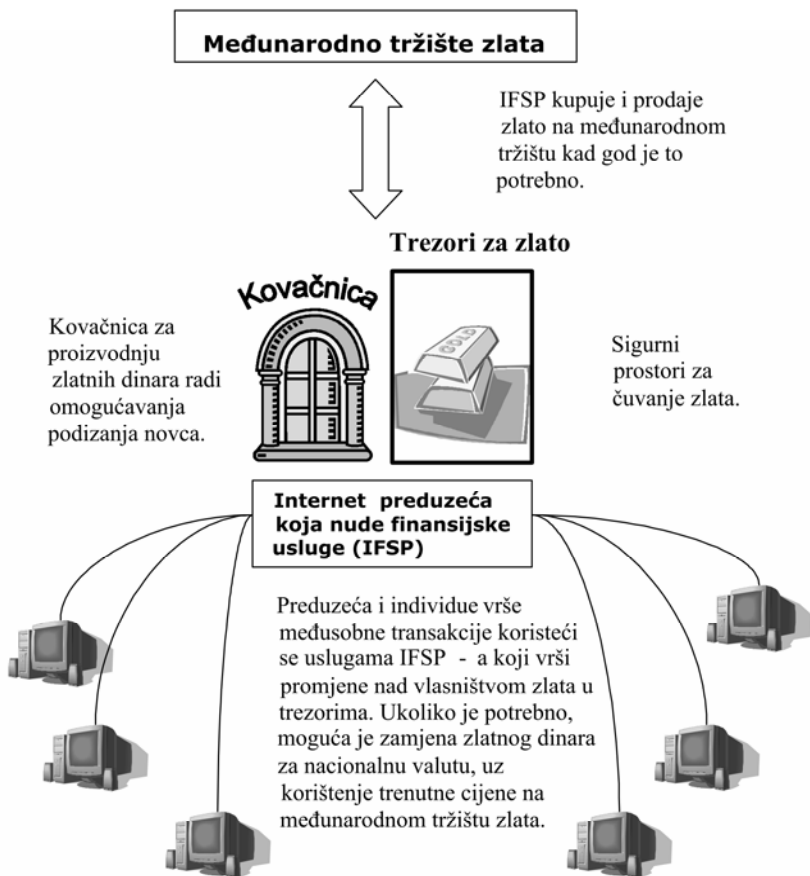 Međunarodno tržište zlata
IFSP kupuje i prodaje
zlato na međunarodnom
tržištu kad god je to
potrebno.
Trezori za zlato
Kovačnica
GOLD
Kovačnica za
proizvodnju
zlatnih dinara radi
omogućavanja
podizanja novca.
Sigurni
prostori za
čuvanje zlata.
Internet preduzeća
koja nude finansijske
usluge (IFSP)
Preduzeća i individue vrše
međusobne transakcije koristeći
se uslugama IFSP - a koji vrši
promjene nad vlasništvom zlata u
trezorima. Ukoliko je potrebno,
moguća je zamjena zlatnog dinara
za nacionalnu valutu, uz
korištenje trenutne cijene na
međunarodnom tržištu zlata.